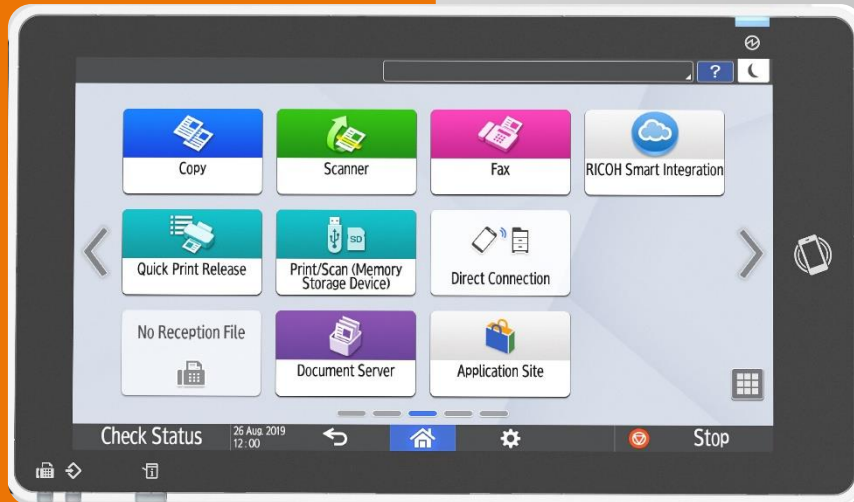 ?
Copy
Scanner
Fax
RICOH Smart Integration
Quick Print Release
SD
Print/Scan (Memory
Storage Device)
Direct Connection
No Reception File
Document Server
Application Site
Check Status
26 Aug. 2019
12:00
Stop